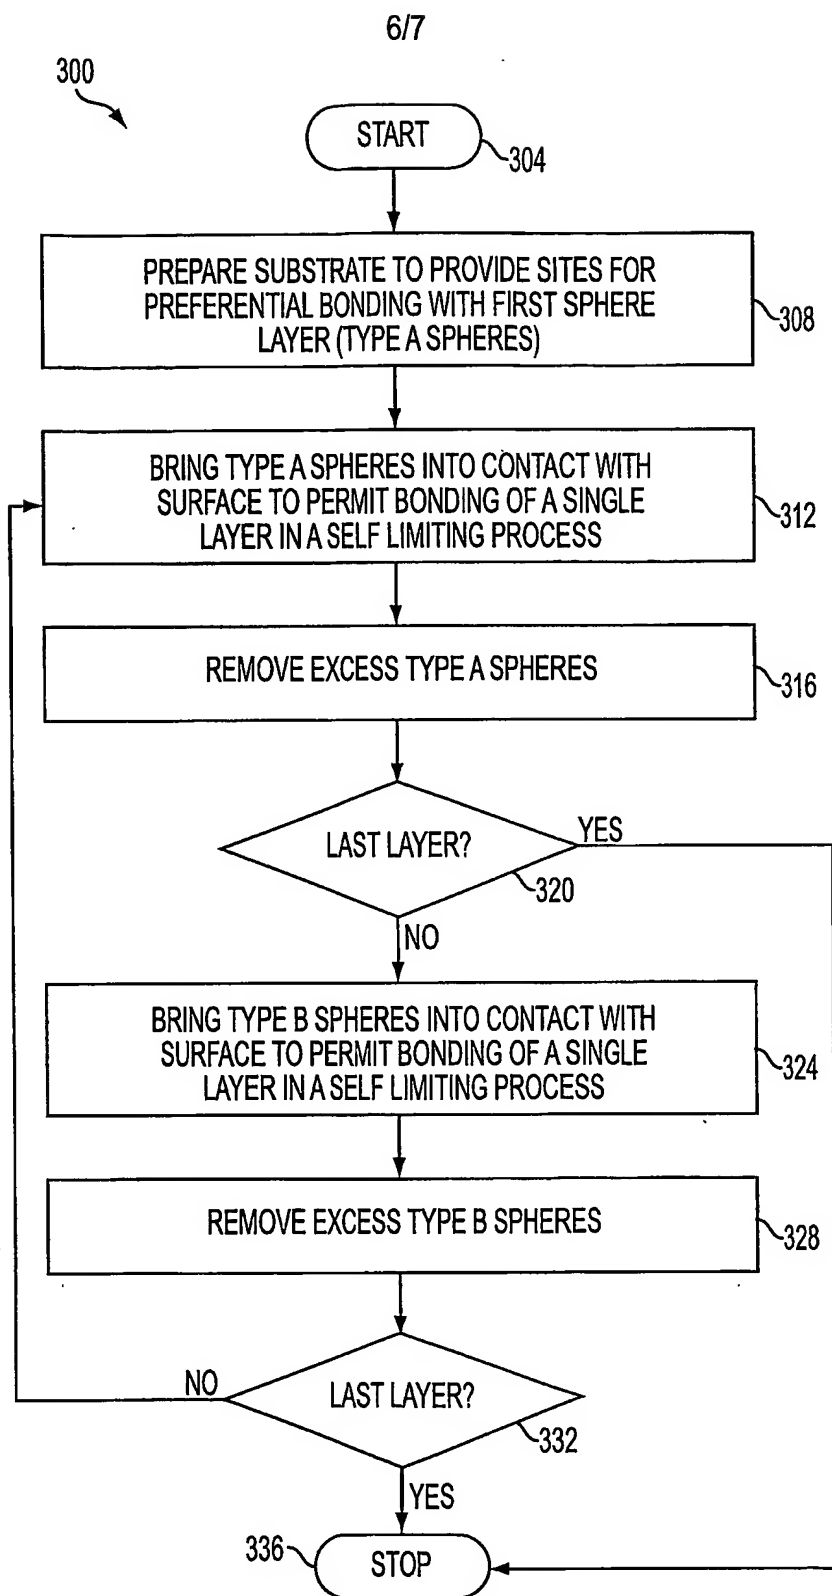 6/7
300
START
304
PREPARE SUBSTRATE TO PROVIDE SITES FOR
PREFERENTIAL BONDING WITH FIRST SPHERE
LAYER (TYPE A SPHERES)
308
BRING TYPE A SPHERES INTO CONTACT WITH
SURFACE TO PERMIT BONDING OF A SINGLE
LAYER IN A SELF LIMITING PROCESS
312
REMOVE EXCESS TYPE A SPHERES
316
LAST LAYER?
YES
320
NO
BRING TYPE B SPHERES INTO CONTACT WITH
SURFACE TO PERMIT BONDING OF A SINGLE
LAYER IN A SELF LIMITING PROCESS
324
REMOVE EXCESS TYPE B SPHERES
328
NO
LAST LAYER?
332
YES
336
STOP